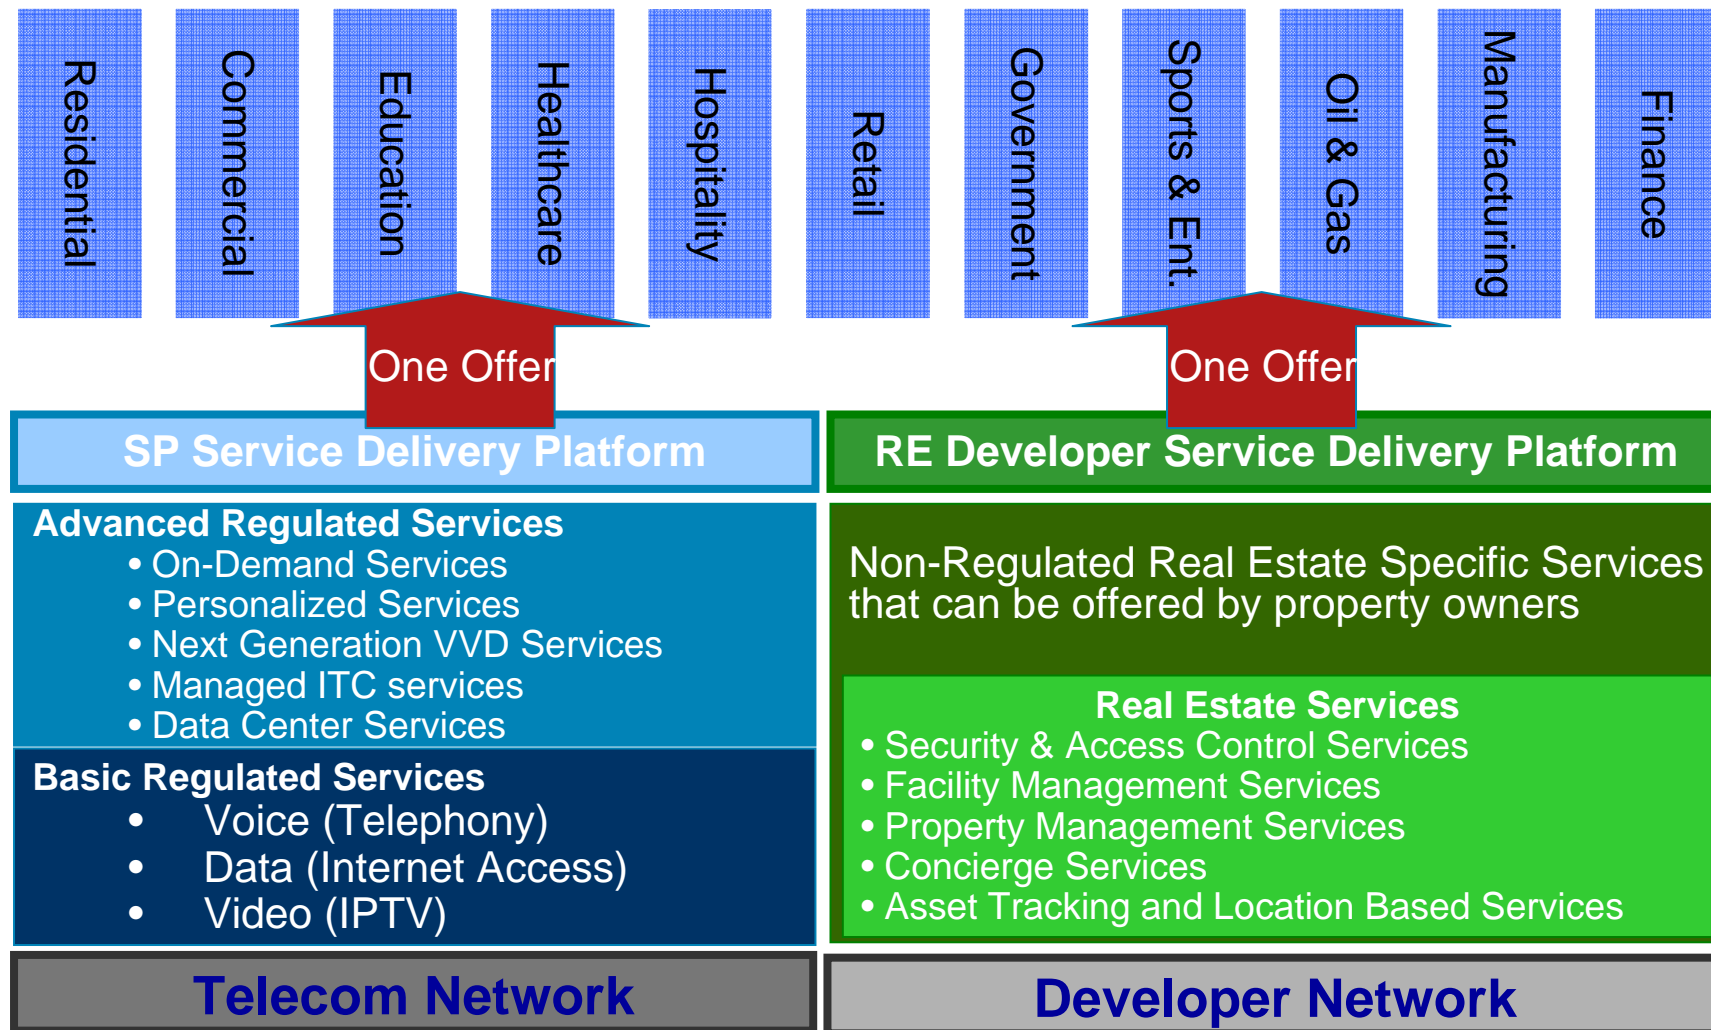 Residential
Commercial
Education
Healthcare
Hospitality
Retail
Government
Sports & Ent.
Oil & Gas
Manufacturing
Finance
One Offer
One Offer
SP Service Delivery Platform
Advanced Regulated Services
• On-Demand Services
• Personalized Services
• Next Generation VVD Services
• Managed ITC services
• Data Center Services
Basic Regulated Services
• Voice (Telephony)
• Data (Internet Access)
• Video (IPTV)
Telecom Network
RE Developer Service Delivery Platform
Non-Regulated Real Estate Specific Services
that can be offered by property owners
Real Estate Services
• Security & Access Control Services
• Facility Management Services
• Property Management Services
• Concierge Services
• Asset Tracking and Location Based Services
Developer Network